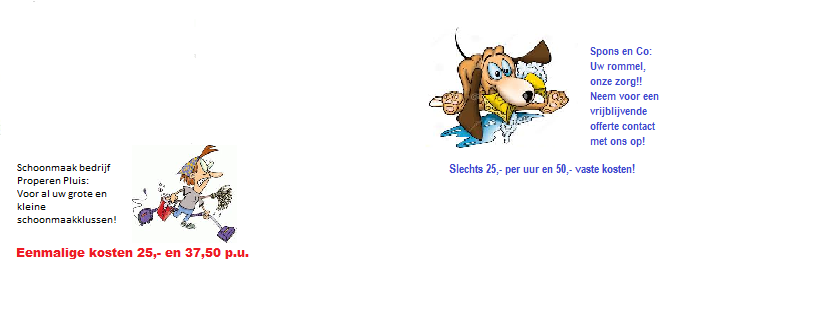 Spons en Co:
Uw rommel,
onze zorg!!
Neem voor een
vrijblijvende
offerte contact
met ons op!
Slechts 25,- per uur en 50,- vaste kosten!
Schoonmaak bedrijf
Properen Pluis:
Voor al uw grote en
kleine
schoonmaakklussen!
Eenmalige kosten 25,- en 37,50 p.u.